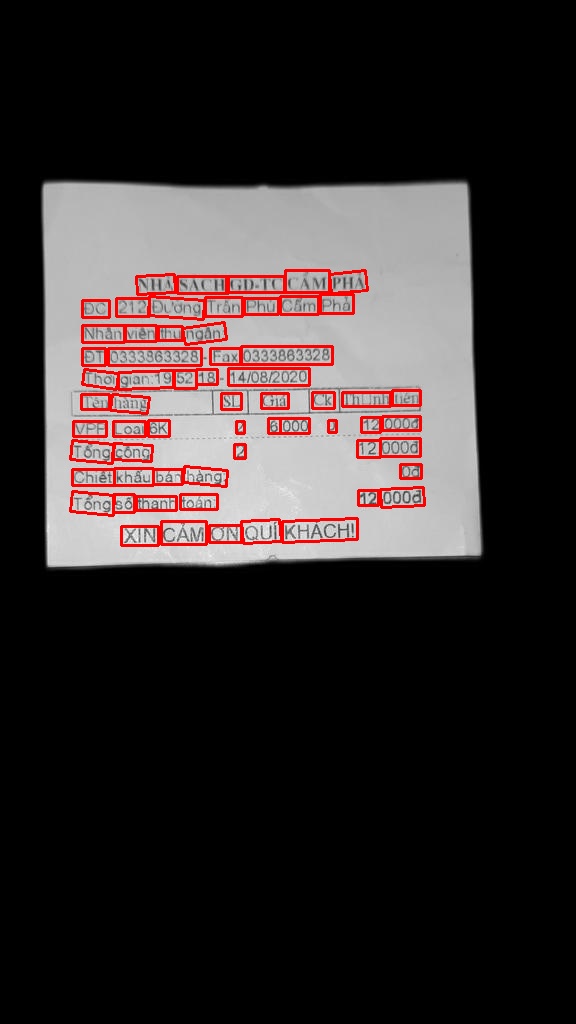 NHÀ SÁCH GD-TC CẨM PHẢ
ĐC 212 Đường Trần Phú Cẩm Phả
Nhân viên thu ngân
ĐT 0333863328 - Fax 0333863328
Thời gian:19 52 18 - 14/08/2020
Tên hàng SL Giá Ck Thành tiền
VPF Loại 6K 2 6 000 12 000đ
Tổng cộng 2 12 000đ
Chiết khấu bán hàng 0đ
Tổng số thanh toán 12 000đ
XIN CẢM ƠN QUÍ KHÁCH!